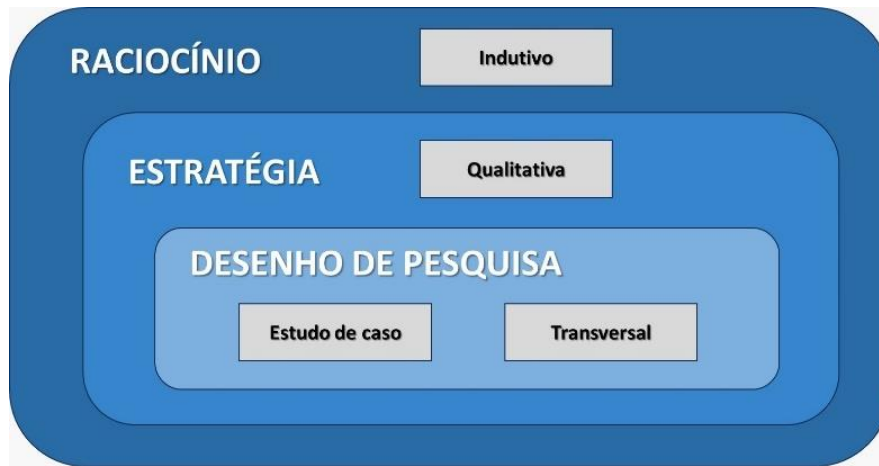 RACIOCÍNIO
Indutivo
ESTRATÉGIA
Qualitativa
DESENHO DE PESQUISA
Estudo de caso
Transversal